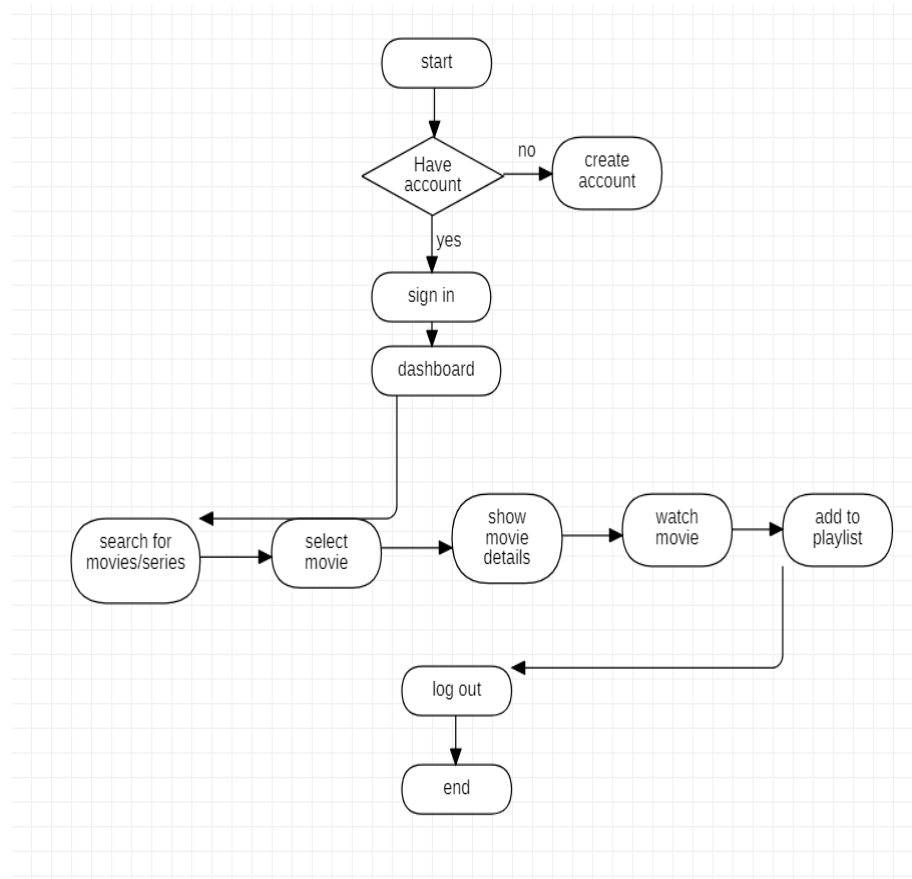 start
Have
account
no
create
account
yes
sign in
dashboard
search for
movies/series
select
movie
show
movie
details
watch
movie
add to
playlist
log out
end